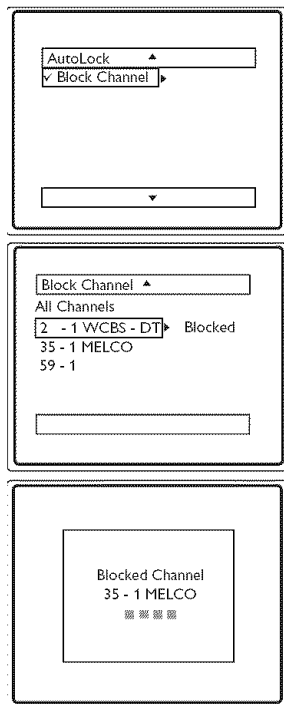 AutoLock ▲
✓ Block Channel ▶
▼
Block Channel ▲
All Channels
2 - 1 WCBS - DT▶ Blocked
35 - 1 MELCO
59 - 1
Blocked Channel
35 - 1 MELCO